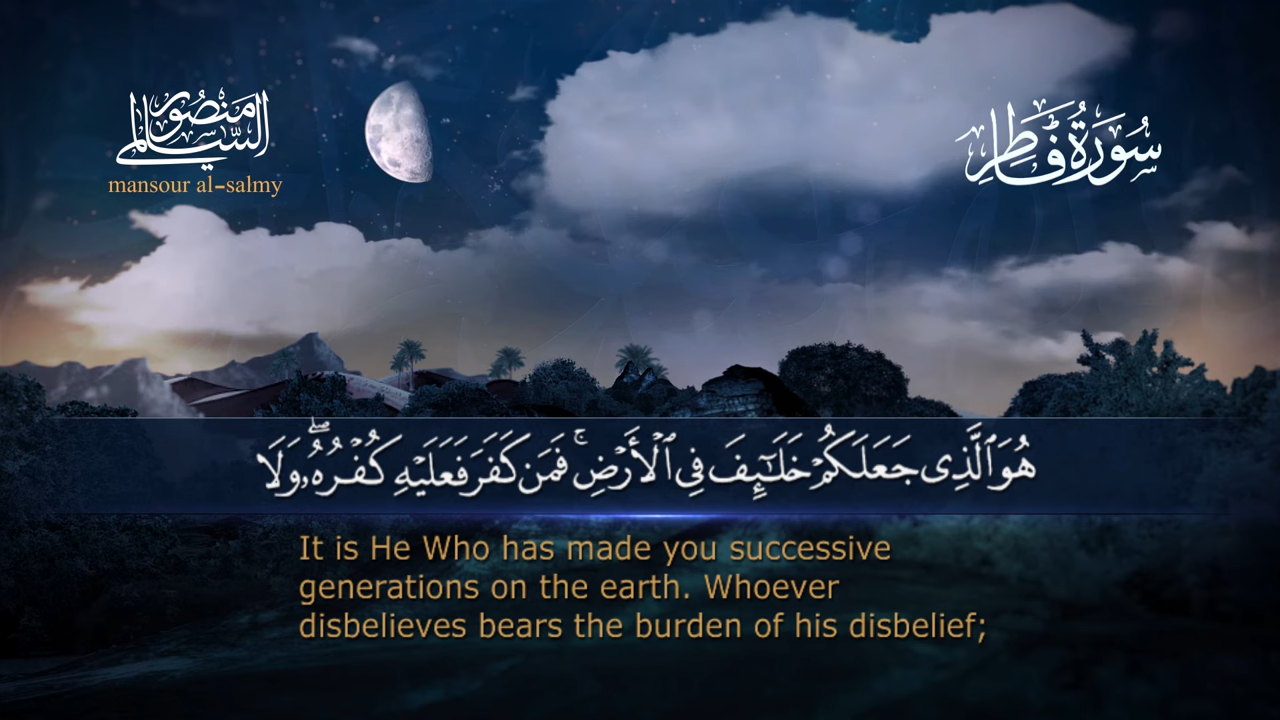 منصور السالمي
mansour al-salmy
سُورَةُ فَاطِرٍ
هُوَ ٱلَّذِى جَعَلَكُمْ خَلَـٰٓئِفَ فِى ٱلْأَرْضِ ۚ فَمَن كَفَرَ فَعَلَيْهِ كُفْرُهُۥ ۖ وَلَا
It is He Who has made you successive
generations on the earth. Whoever
disbelieves bears the burden of his disbelief;